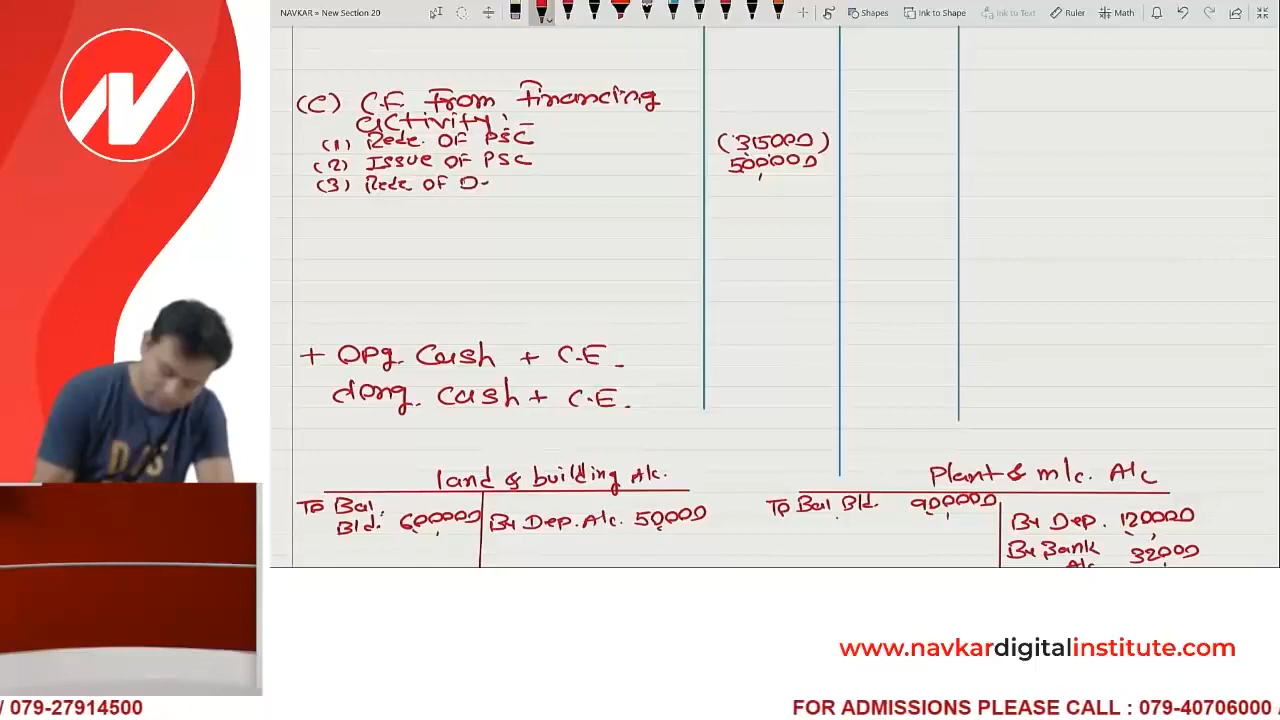 NAVKAR » New Section 20
Shapes
Ink to Shape
Ink to Text
Ruler
Math
(C) C.F. From Financing
activity:-
(1) Rede. OF PSC (315000)
(2) Issue OF PSC 500000
(3) Rede OF D-
+ Opg. Cash + C.E.
clong. cash + C.E.
land & building A/c.
To Bal.
Bld. 600000 By Dep. A/c. 50000
Plant & m/c. A/c
To Bal Bld. 900000
By Dep. 120000
By Bank 32000
A/c
www.navkardigitalinstitute.com
/ 079-27914500
FOR ADMISSIONS PLEASE CALL : 079-40706000